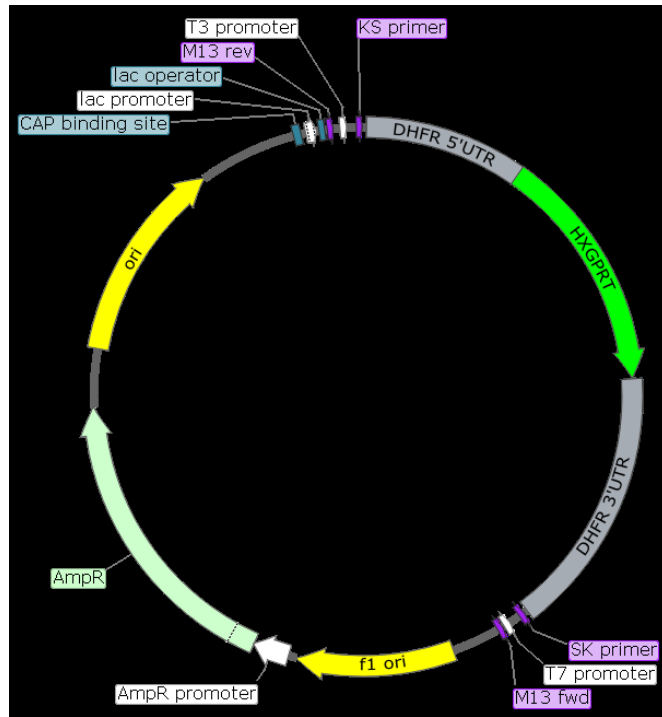 T3 promoter
KS primer
M13 rev
lac operator
lac promoter
CAP binding site
DHFR 5'UTR
HXGPRT
ori
DHFR 3'UTR
AmpR
SK primer
f1 ori
T7 promoter
AmpR promoter
M13 fwd